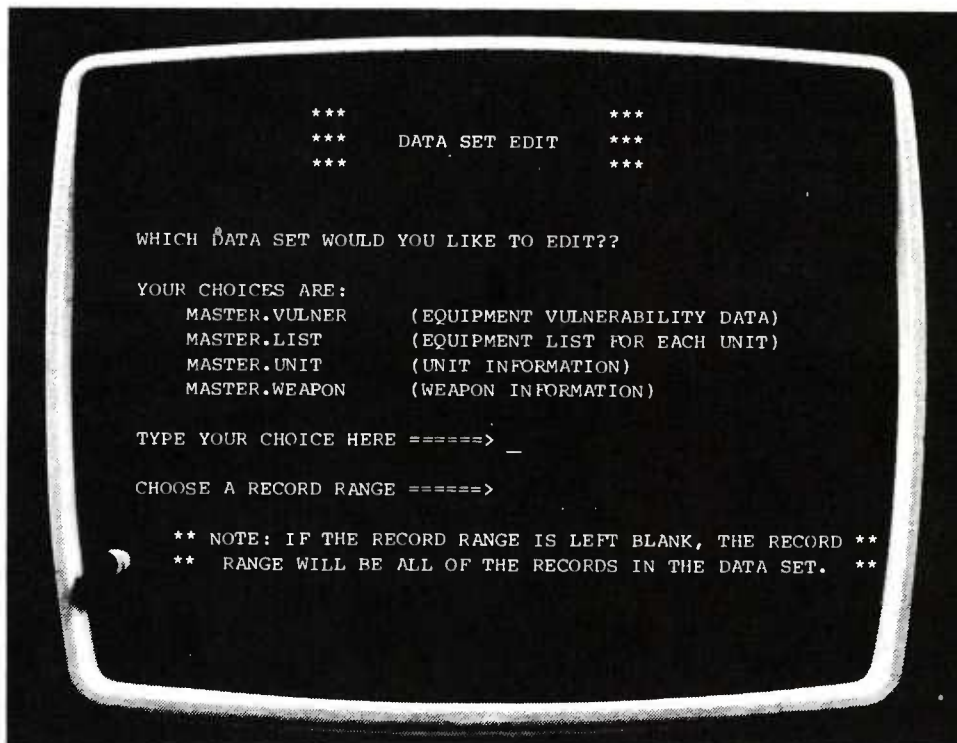 *** ***
*** DATA SET EDIT ***
*** ***
WHICH DATA SET WOULD YOU LIKE TO EDIT??
YOUR CHOICES ARE:
MASTER.VULNER (EQUIPMENT VULNERABILITY DATA)
MASTER.LIST (EQUIPMENT LIST FOR EACH UNIT)
MASTER.UNIT (UNIT INFORMATION)
MASTER.WEAPON (WEAPON INFORMATION)
TYPE YOUR CHOICE HERE ======> _
CHOOSE A RECORD RANGE ======>
** NOTE: IF THE RECORD RANGE IS LEFT BLANK, THE RECORD **
** RANGE WILL BE ALL OF THE RECORDS IN THE DATA SET. **